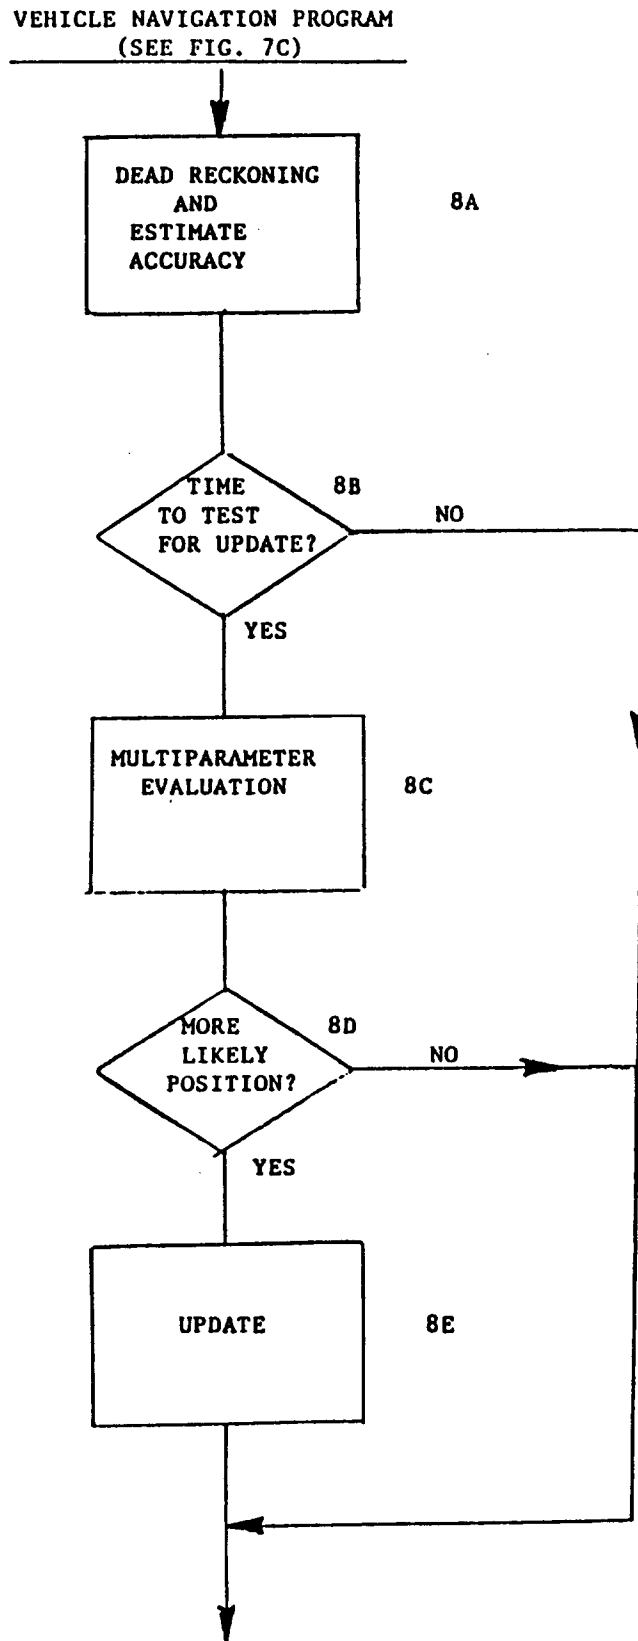 VEHICLE NAVIGATION PROGRAM
(SEE FIG. 7C)
DEAD RECKONING
AND
ESTIMATE
ACCURACY
8A
TIME
TO TEST
FOR UPDATE?
8B
NO
YES
MULTIPARAMETER
EVALUATION
8C
MORE
LIKELY
POSITION?
8D
NO
YES
UPDATE
8E